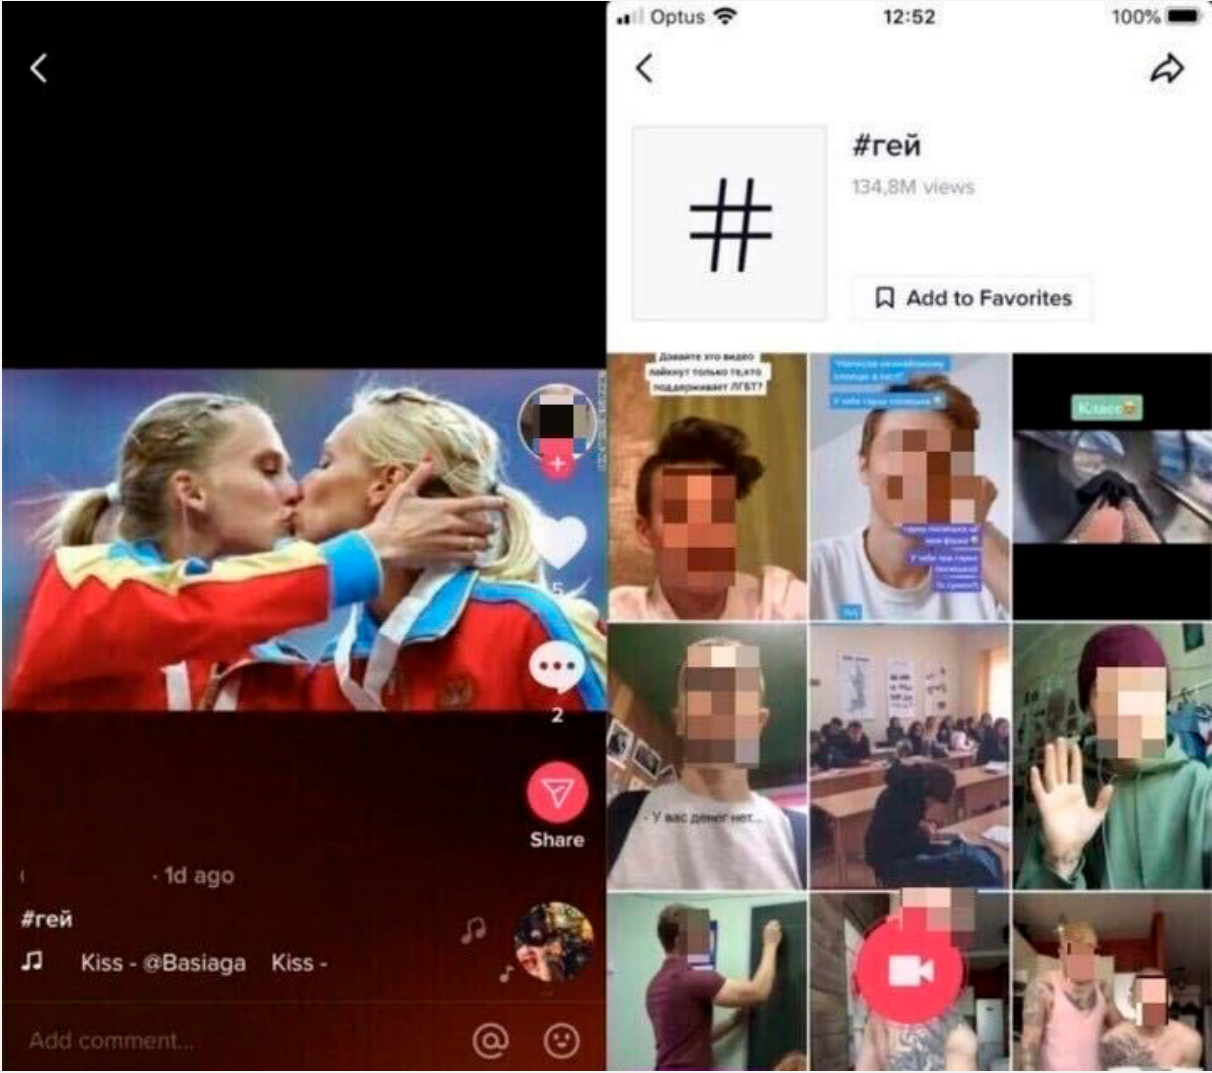 5
2
Share
· 1d ago
#гей
Kiss - @Basiaga Kiss -
Add comment...
Optus
12:52
100%
#гей
134,8M views
Add to Favorites
Давайте это видео
лайкнут только те,кто
поддерживает ЛГБТ?
Класс
- У вас денег нет...